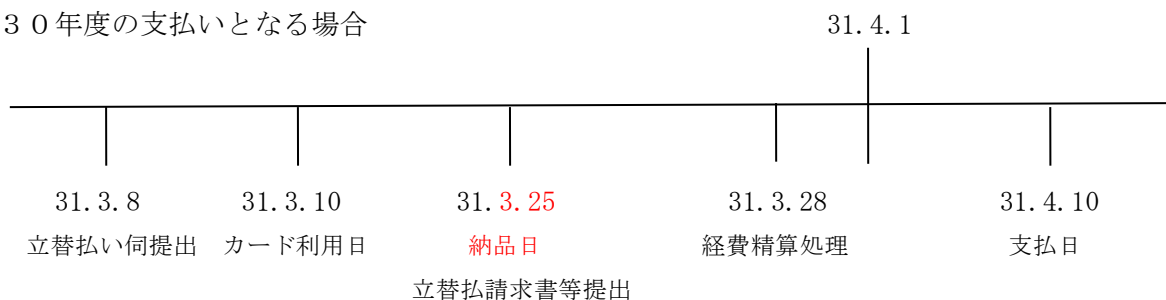 ３０年度の支払いとなる場合
31.4.1
31.3.8 31.3.10 31.3.25 31.3.28 31.4.10
立替払い伺提出 カード利用日 納品日 経費精算処理 支払日
立替払請求書等提出